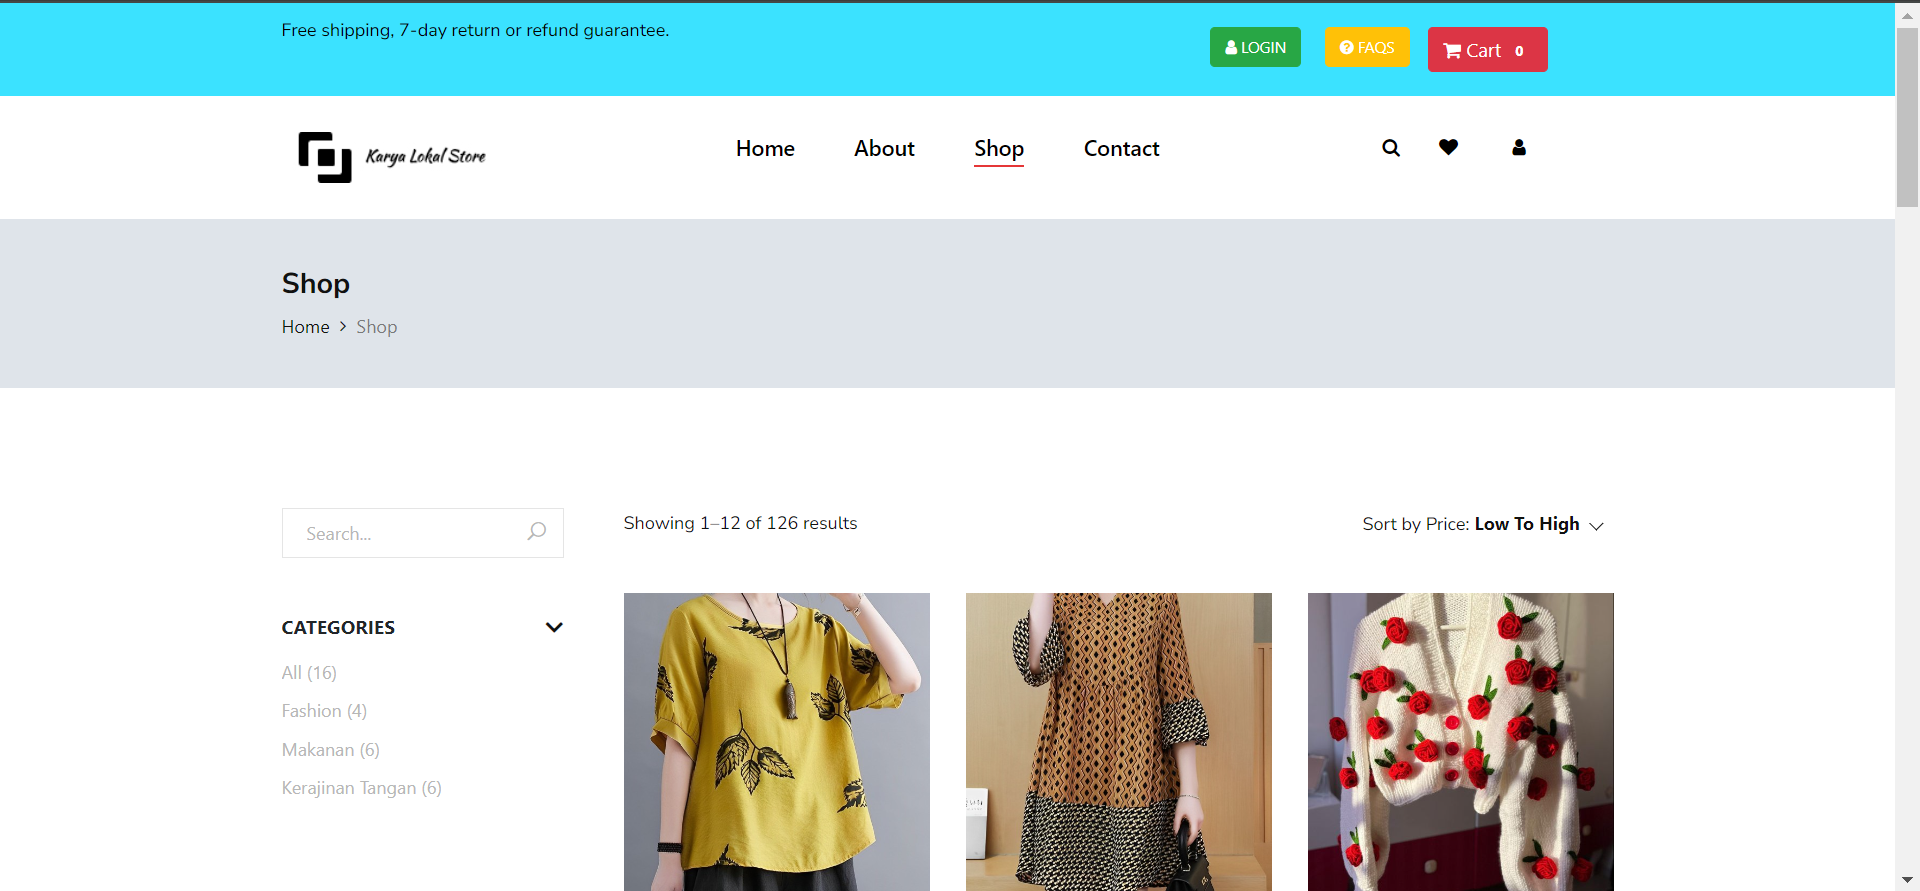 Free shipping, 7-day return or refund guarantee.
LOGIN
FAQS
Cart 0
Karya Lokal Store
Home
About
Shop
Contact
Shop
Home
Shop
Search...
Showing 1–12 of 126 results
Sort by Price: Low To High
CATEGORIES
All (16)
Fashion (4)
Makanan (6)
Kerajinan Tangan (6)